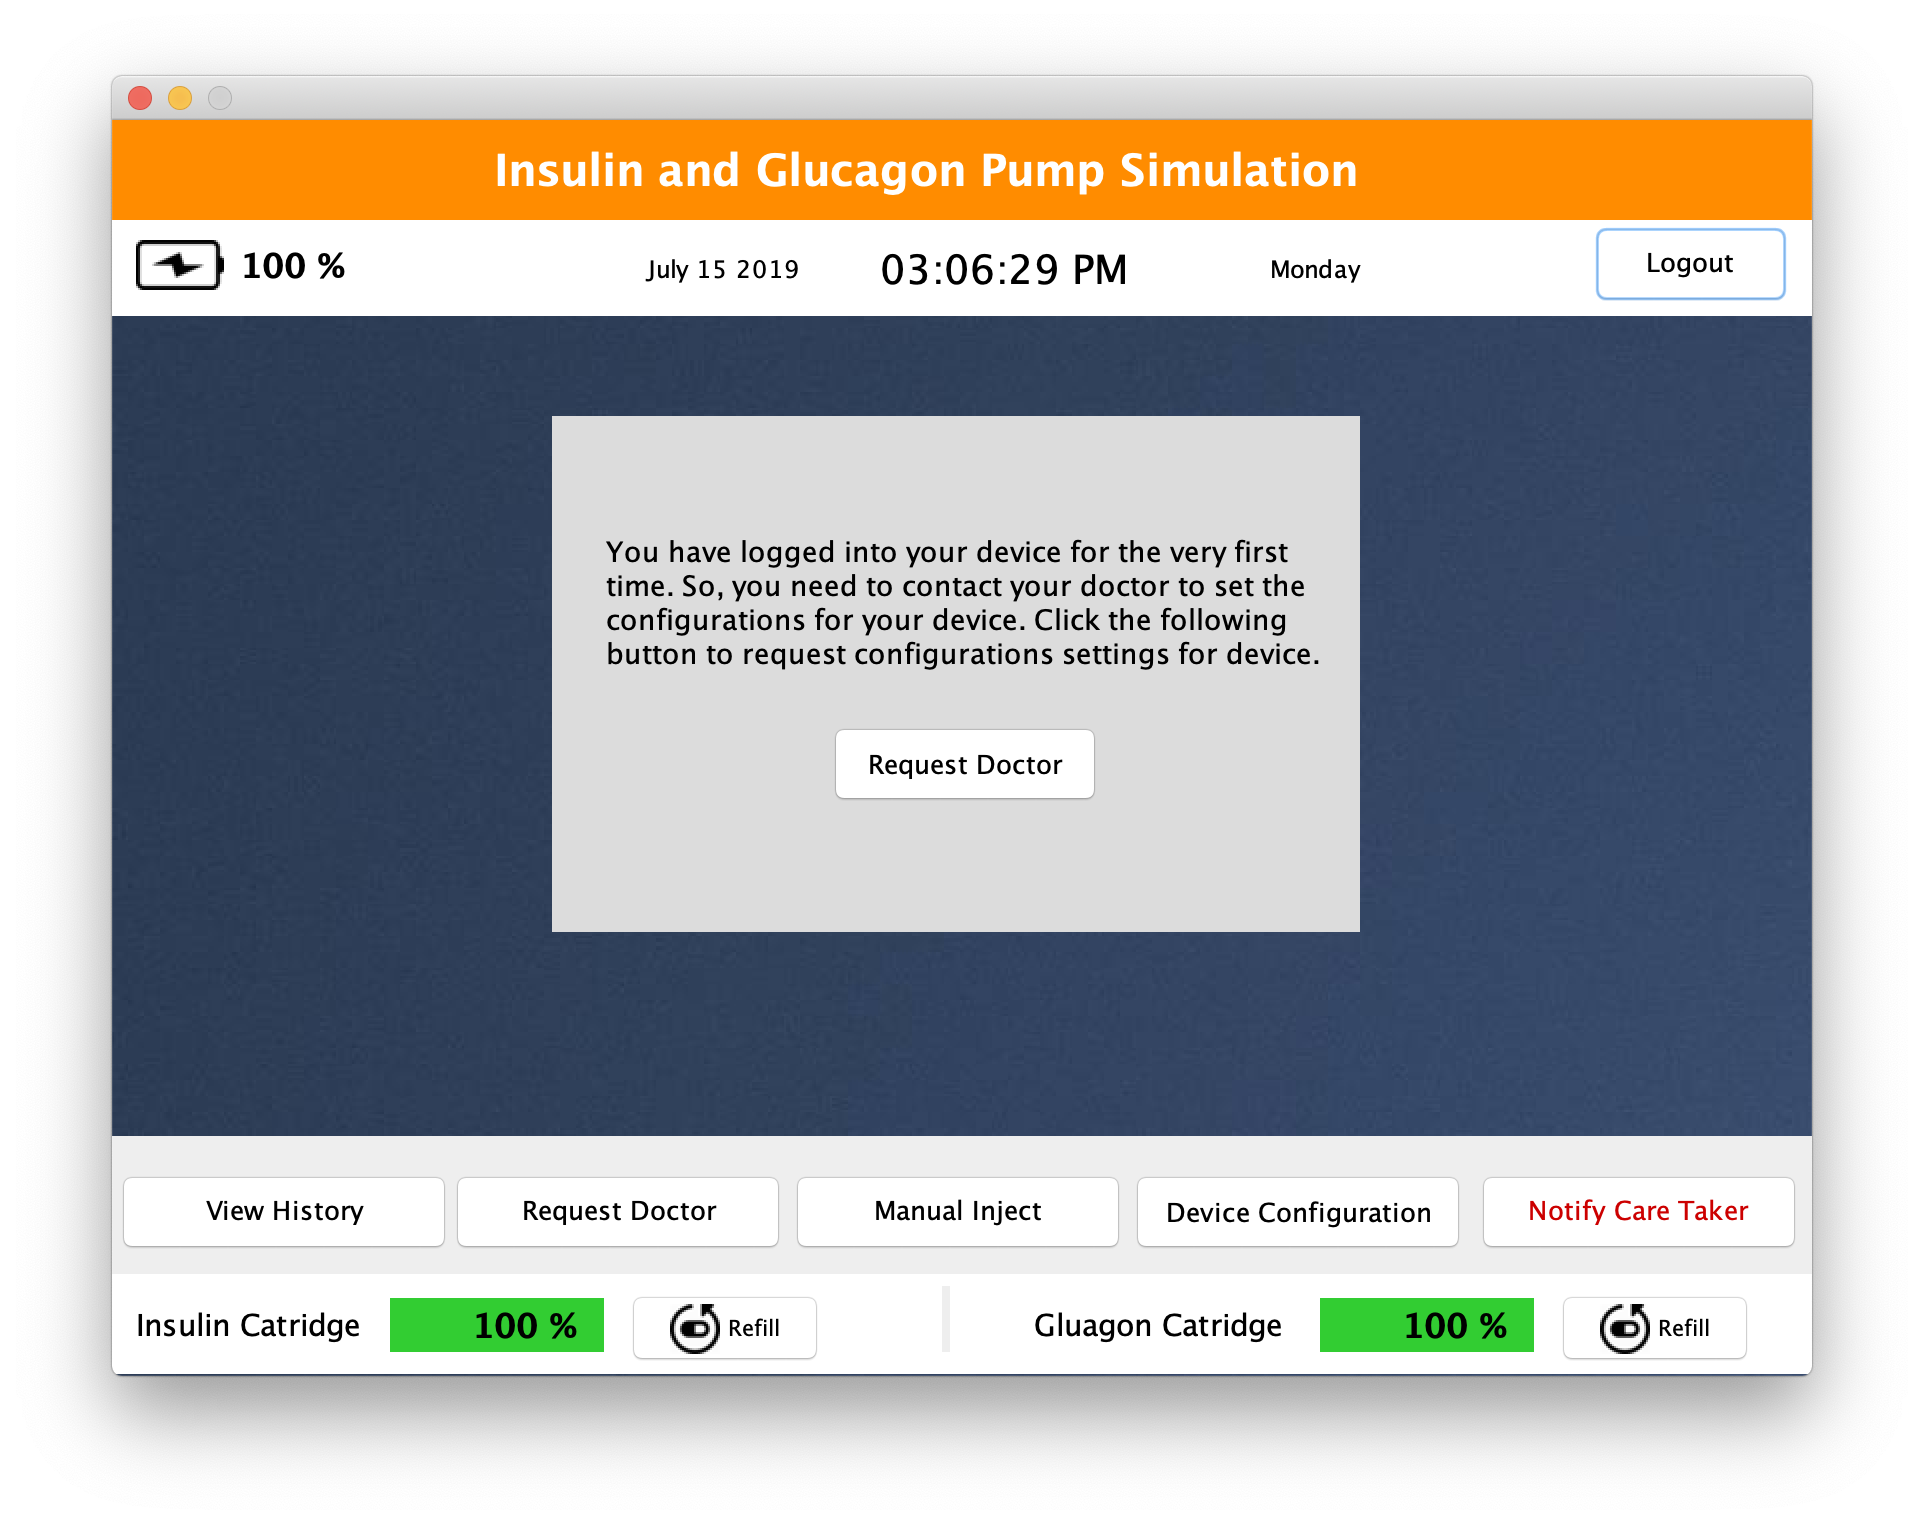 Insulin and Glucagon Pump Simulation
100 %
July 15 2019
03:06:29 PM
Monday
Logout
You have logged into your device for the very first
time. So, you need to contact your doctor to set the
configurations for your device. Click the following
button to request configurations settings for device.
Request Doctor
View History
Request Doctor
Manual Inject
Device Configuration
Notify Care Taker
Insulin Catridge
100 %
Refill
Gluagon Catridge
100 %
Refill